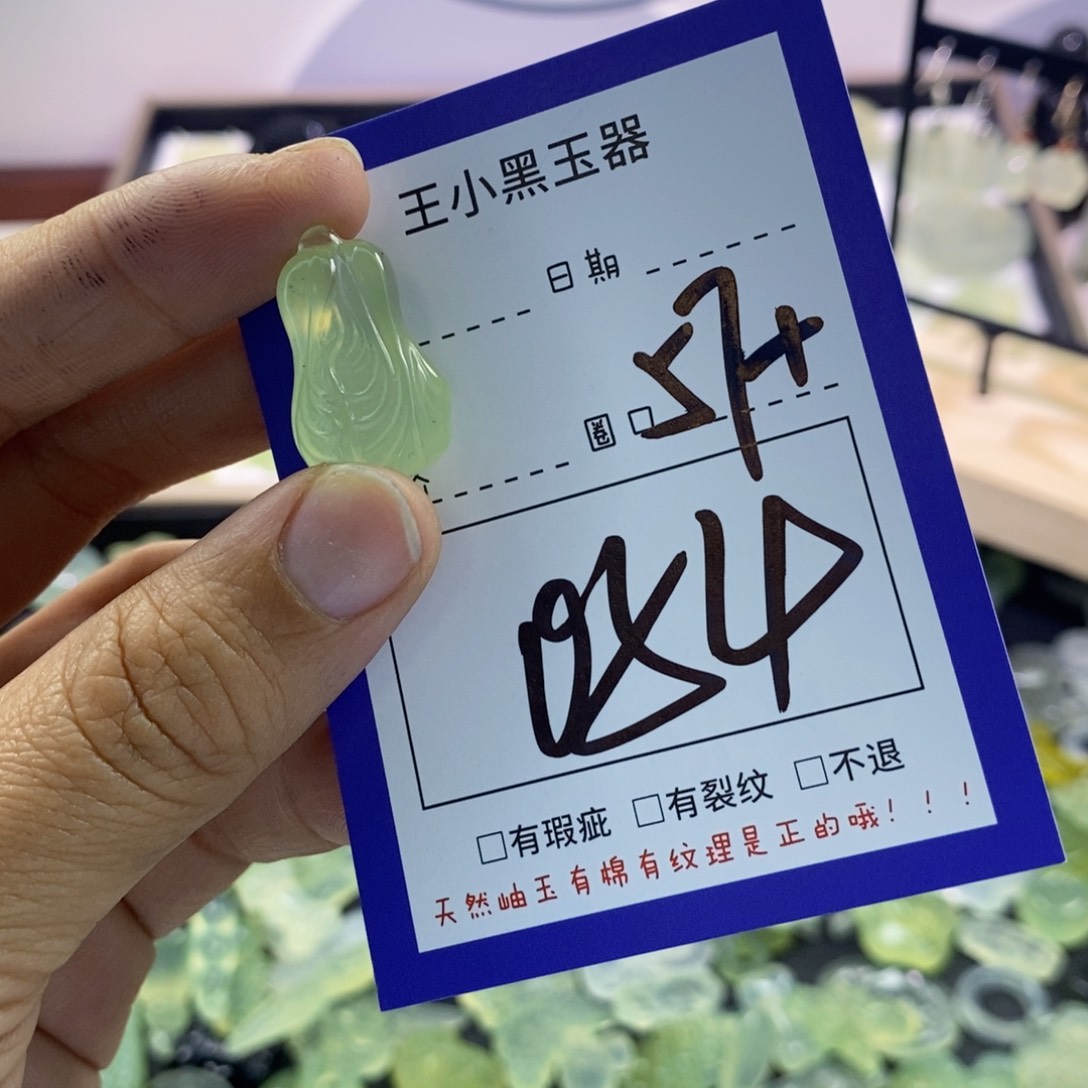 王小黑玉器
日期
圈口
□有瑕疵 □有裂纹 □不退
天然岫玉有棉有纹理是正的哦！！！